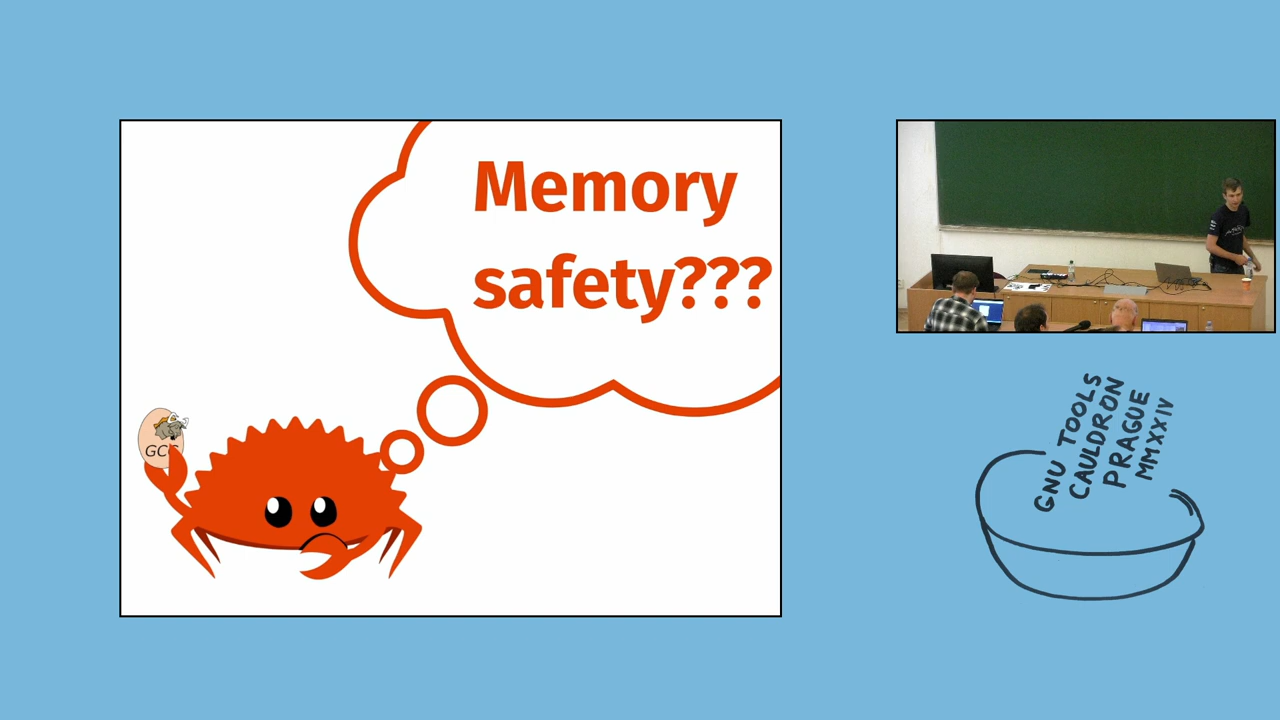 Memory
safety???
GCC
GNU TOOLS
CAULDRON
PRAGUE
MMXXIV